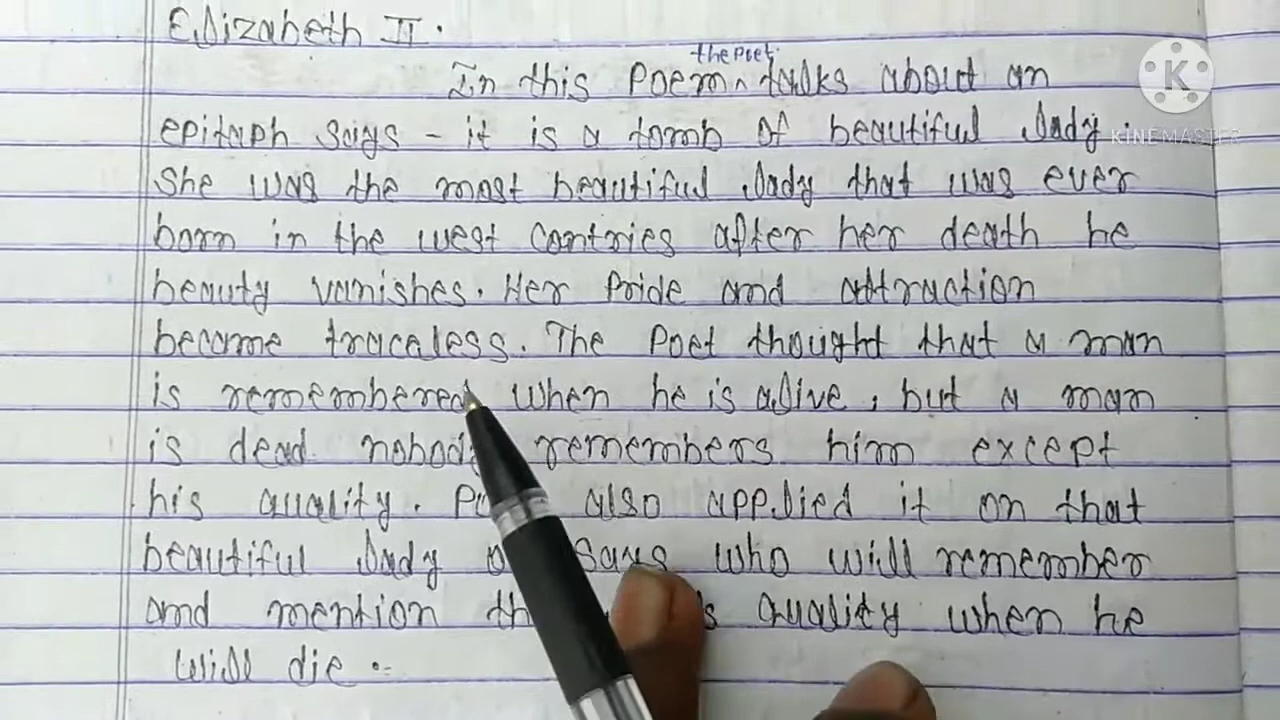 Elizabeth II.
the poet
In this Poem ^ talks about an
epitaph says - it is a tomb of beautiful lady.
She was the most beautiful lady that was ever
born in the west contries after her death he
beauty vanishes. Her Pride and attraction
become traceless. The Poet thought that a man
is remembered when he is alive, but a man
is dead nobody remembers him except
his quality. also applied it on that
beautiful lady says who will remember
and mention quality when he
will die.
K
KINEMASTER